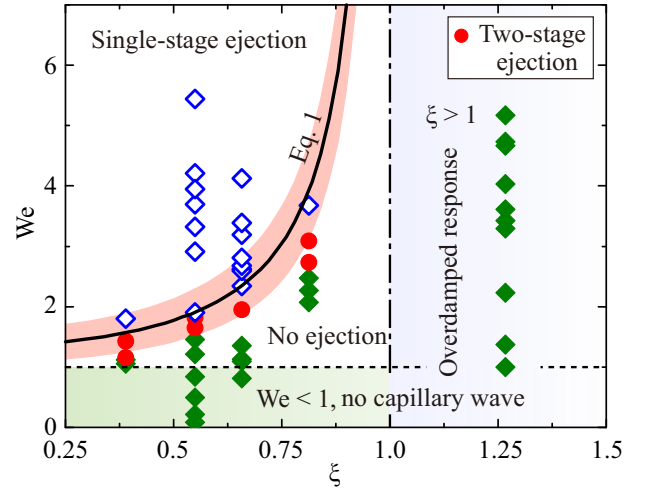 6
4
2
0
We
Single-stage ejection
Two-stage
ejection
Eq. 1
ξ > 1
Overdamped response
No ejection
We < 1, no capillary wave
0.25
0.5
0.75
1.0
1.25
1.5
ξ